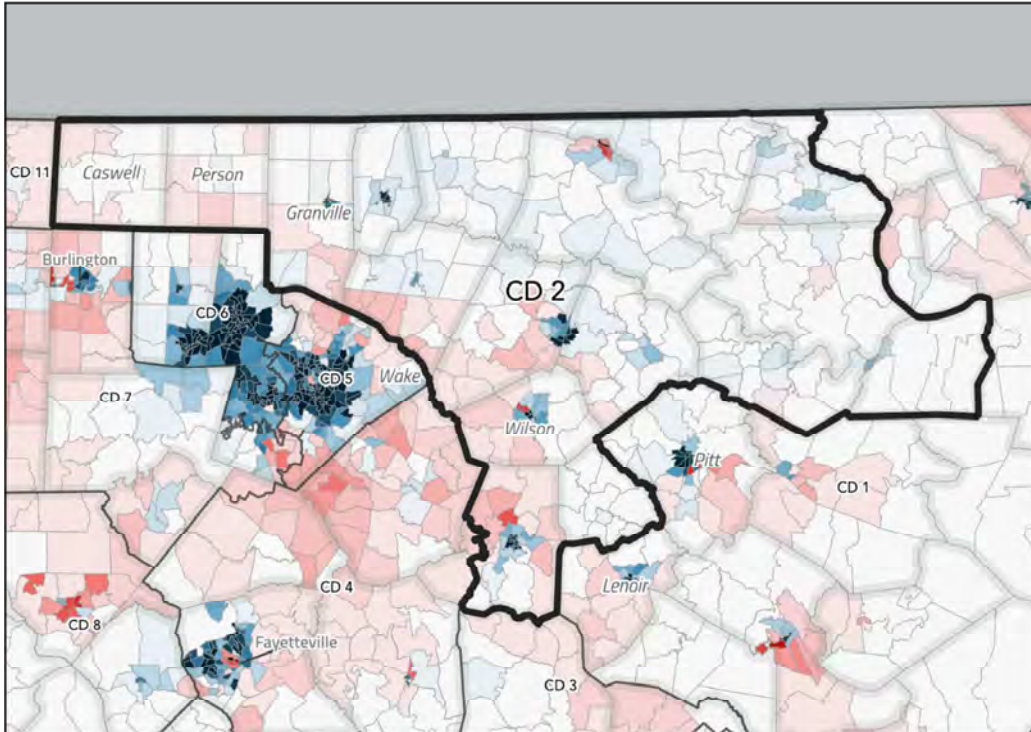 CD 11
Caswell
Person
Granville
Burlington
CD 2
CD 6
CD 5
Wake
CD 7
Wilson
Pitt
CD 1
CD 4
Lenoir
CD 8
Fayetteville
CD 3